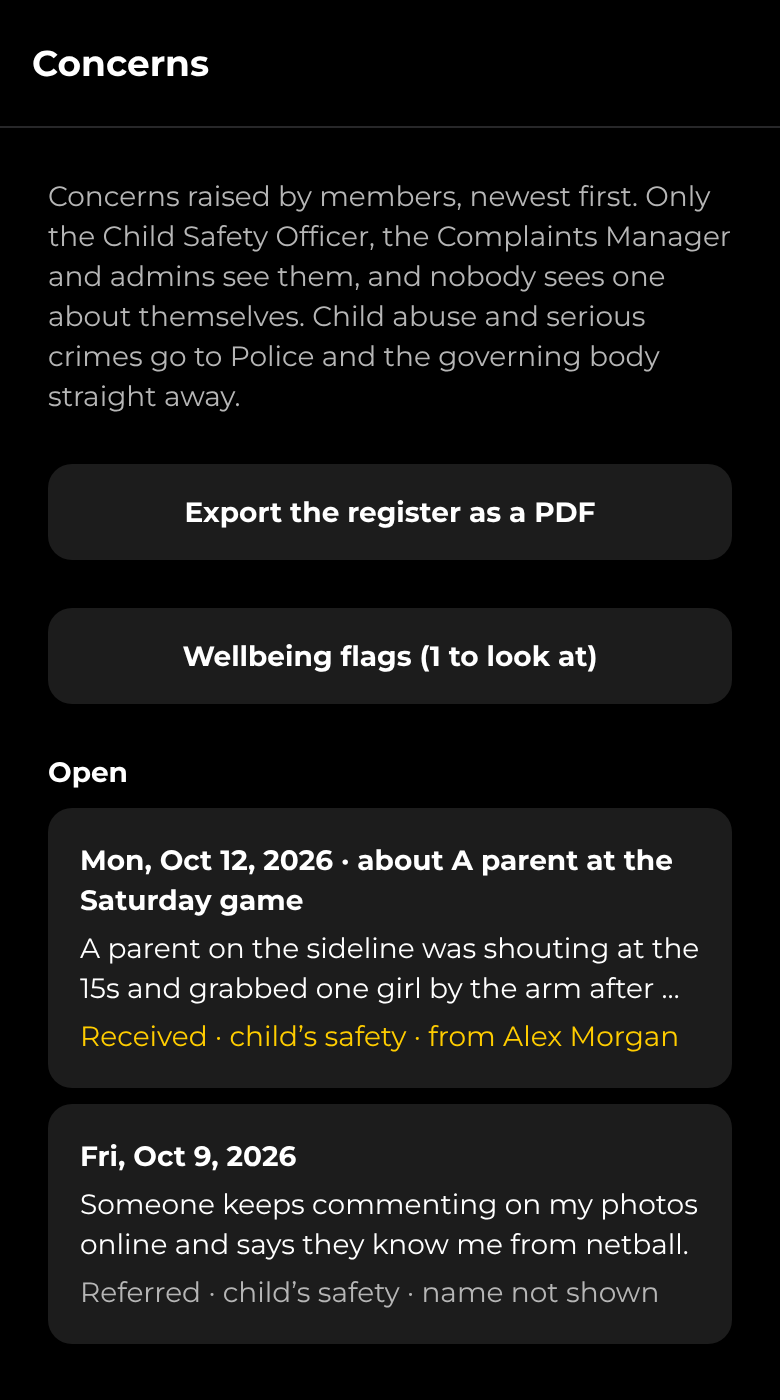 Concerns
Concerns raised by members, newest first. Only
the Child Safety Officer, the Complaints Manager
and admins see them, and nobody sees one
about themselves. Child abuse and serious
crimes go to Police and the governing body
straight away.
Export the register as a PDF
Wellbeing flags (1 to look at)
Open
Mon, Oct 12, 2026 · about A parent at the
Saturday game
A parent on the sideline was shouting at the
15s and grabbed one girl by the arm after ...
Received · child’s safety · from Alex Morgan
Fri, Oct 9, 2026
Someone keeps commenting on my photos
online and says they know me from netball.
Referred · child’s safety · name not shown